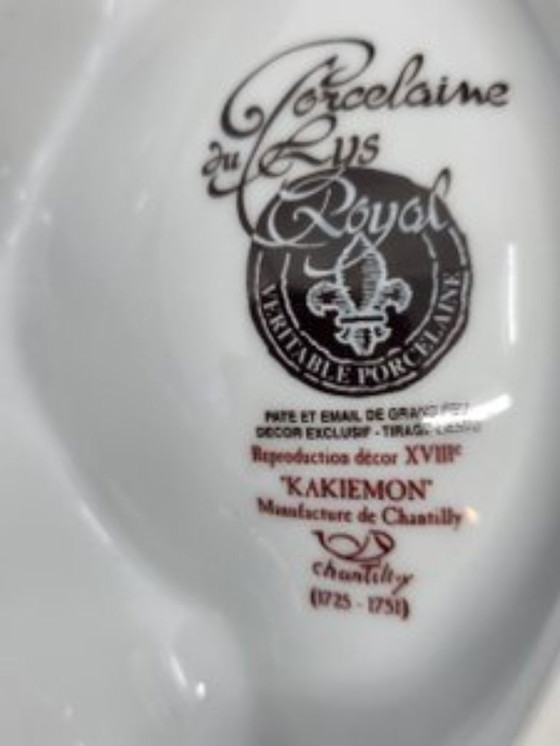 Porcelaine
du Lys
Royal
VERITABLE PORCELAINE
PATE ET EMAIL DE GRAND FEU
DECOR EXCLUSIF - TIRAGE
Reproduction décor XVIIIe
"KAKIEMON"
Manufacture de Chantilly
chantilly
(1725 - 1751)